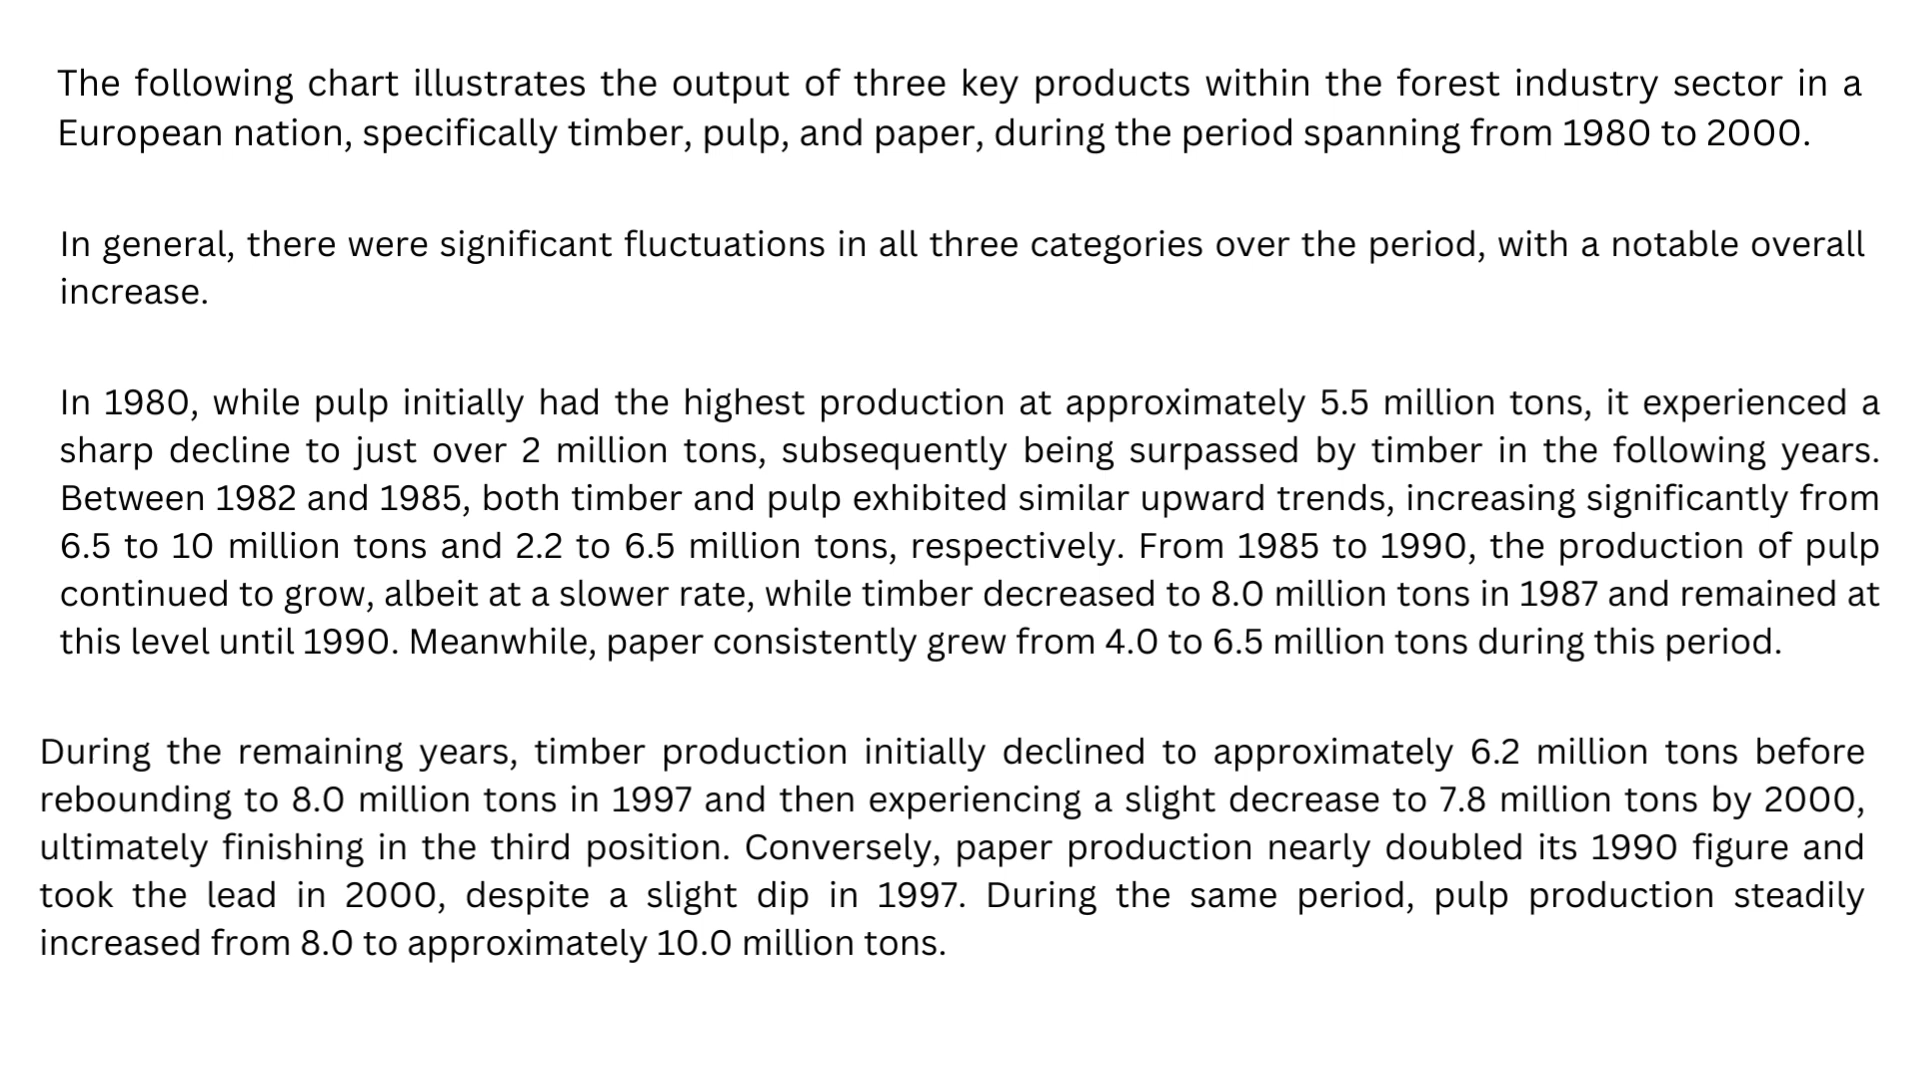 The following chart illustrates the output of three key products within the forest industry sector in a
European nation, specifically timber, pulp, and paper, during the period spanning from 1980 to 2000.
In general, there were significant fluctuations in all three categories over the period, with a notable overall
increase.
In 1980, while pulp initially had the highest production at approximately 5.5 million tons, it experienced a
sharp decline to just over 2 million tons, subsequently being surpassed by timber in the following years.
Between 1982 and 1985, both timber and pulp exhibited similar upward trends, increasing significantly from
6.5 to 10 million tons and 2.2 to 6.5 million tons, respectively. From 1985 to 1990, the production of pulp
continued to grow, albeit at a slower rate, while timber decreased to 8.0 million tons in 1987 and remained at
this level until 1990. Meanwhile, paper consistently grew from 4.0 to 6.5 million tons during this period.
During the remaining years, timber production initially declined to approximately 6.2 million tons before
rebounding to 8.0 million tons in 1997 and then experiencing a slight decrease to 7.8 million tons by 2000,
ultimately finishing in the third position. Conversely, paper production nearly doubled its 1990 figure and
took the lead in 2000, despite a slight dip in 1997. During the same period, pulp production steadily
increased from 8.0 to approximately 10.0 million tons.